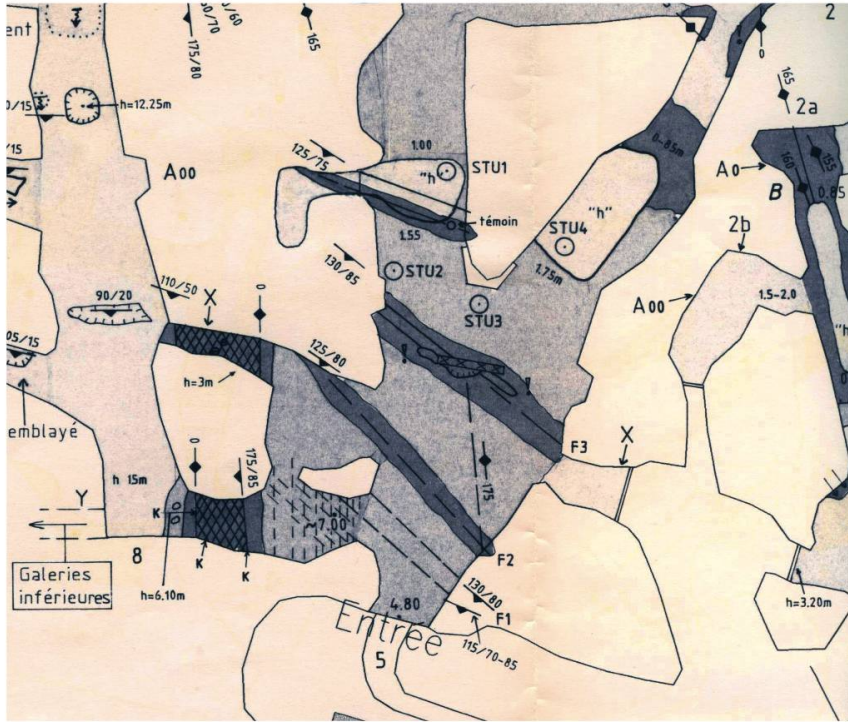 175/80
165
2
h=12.25m
165
2a
125/75
1.00
STU1
0-85m
A00
"h
A0
160
155
B
0.85
témoin
"h"
STU4
1.55
130/85
2b
1.75m
STU2
110/50
X
0
A00
1.5-2.0
90/20
STU3
"h
125/80
!
h=3m
!
F3
X
emblayé
0
175/85
175
h 15m
Y
K
~7.00
F2
8
K
K
130/80
Galeries
inférieures
h=6.10m
4.80
F1
h=3.20m
Entrée
5
115/70-85